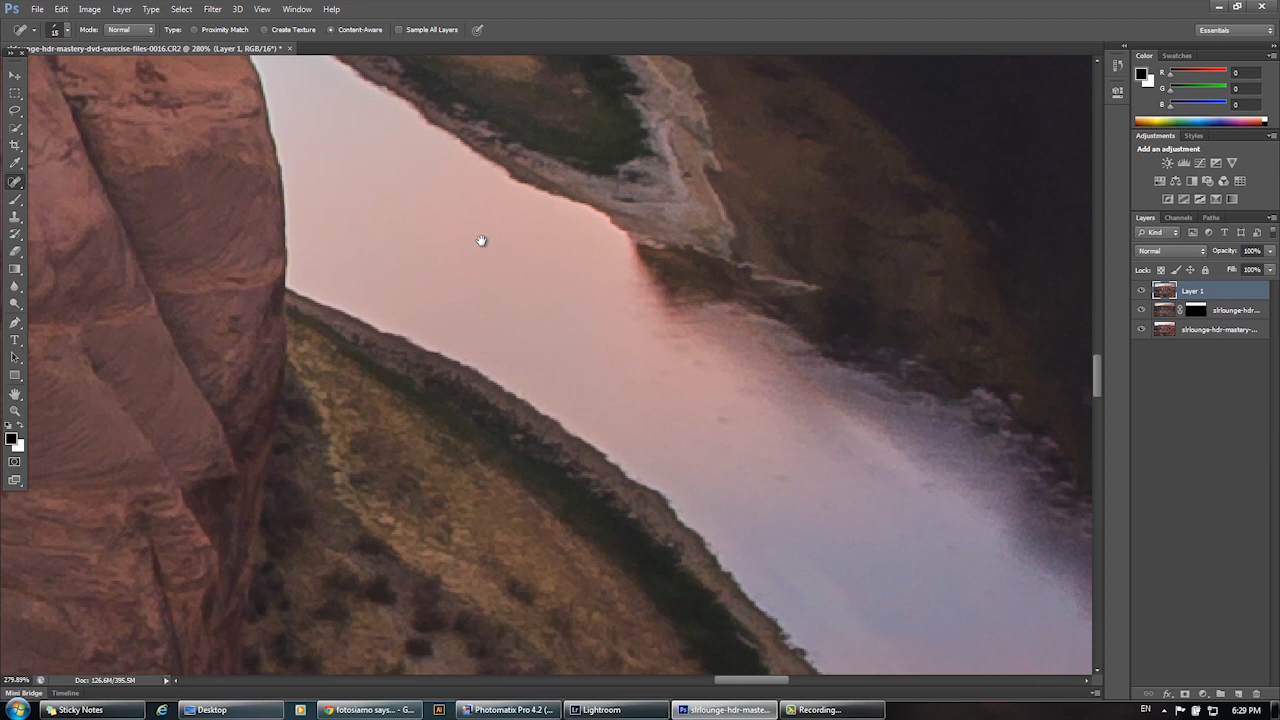 Ps File Edit Image Layer Type Select Filter 3D View Window Help
15 Mode: Normal Type: Proximity Match Create Texture Content-Aware Sample All Layers Essentials
lounge-hdr-mastery-dvd-exercise-files-0016.CR2 @ 280% (Layer 1, RGB/16*) * ×
Color Swatches
R 0
G 0
B 0
Adjustments Styles
Add an adjustment
Layers Channels Paths
Kind
Normal Opacity: 100%
Lock: Fill: 100%
Layer 1
slrlounge-hdr...
slrlounge-hdr-mastery-...
279.89% Doc: 126.6M/395.5M
Mini Bridge Timeline
Sticky Notes Desktop fotosiamo says... - G... Ai Photomatix Pro 4.2 (... Lr Lightroom Ps slrlounge-hdr-maste... Recording... EN 6:29 PM